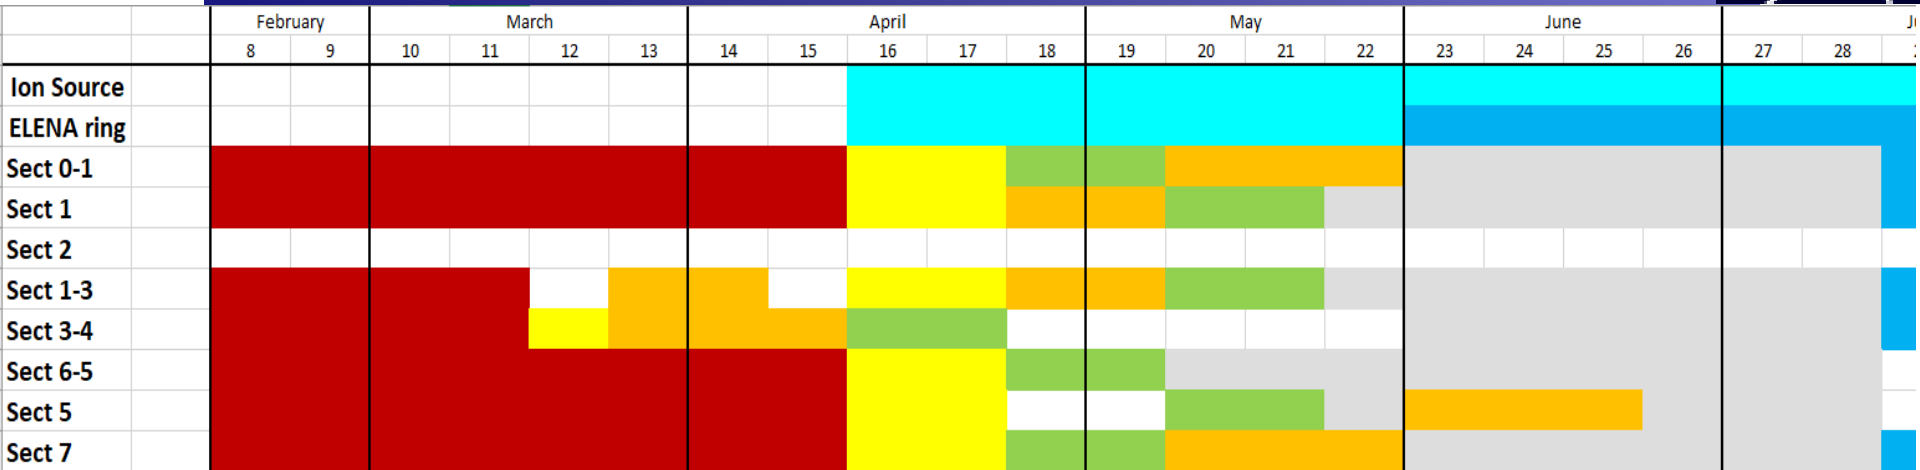 February March April May June
8 9 10 11 12 13 14 15 16 17 18 19 20 21 22 23 24 25 26 27 28
Ion Source
ELENA ring
Sect 0-1
Sect 1
Sect 2
Sect 1-3
Sect 3-4
Sect 6-5
Sect 5
Sect 7